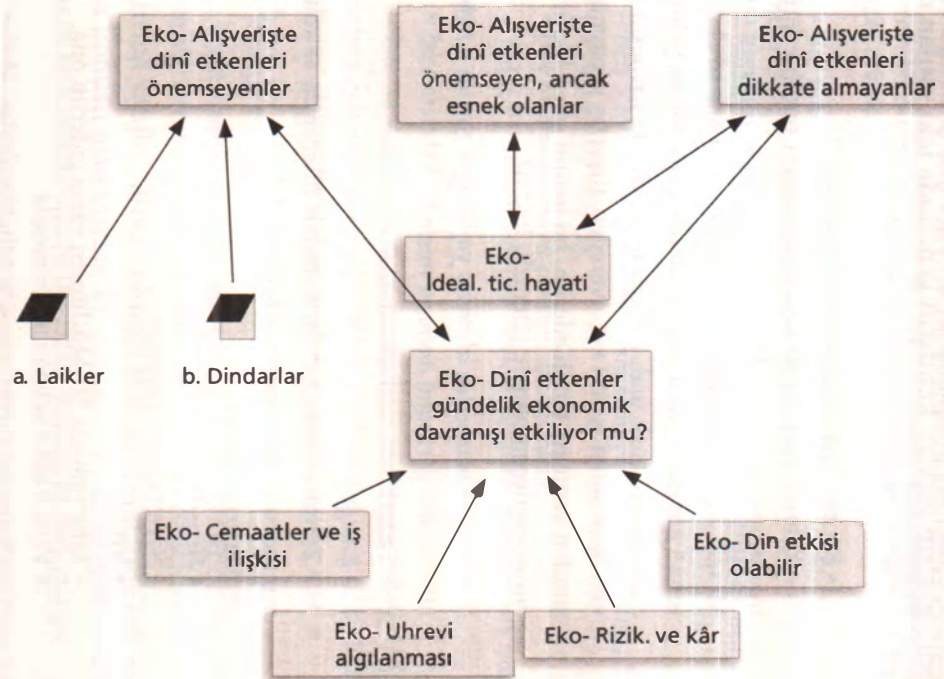 Eko- Alışverişte
dinî etkenleri
önemseyenler
Eko- Alışverişte
dinî etkenleri
önemseyen, ancak
esnek olanlar
Eko- Alışverişte
dinî etkenleri
dikkate almayanlar
Eko-
İdeal. tic. hayati
a. Laikler
b. Dindarlar
Eko- Dinî etkenler
gündelik ekonomik
davranışı etkiliyor mu?
Eko- Cemaatler ve iş
ilişkisi
Eko- Din etkisi
olabilir
Eko- Uhrevi
algılanması
Eko- Rizik. ve kâr